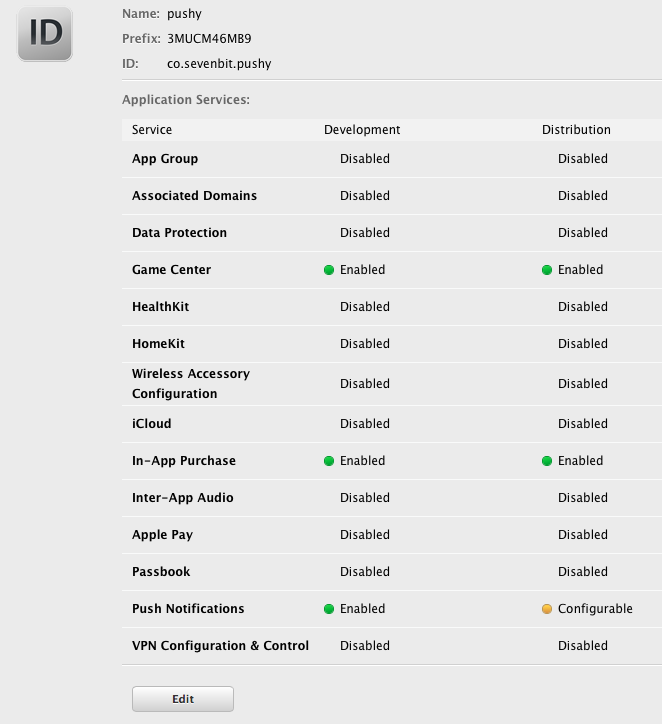 ID
Name: pushy
Prefix: 3MUCM46MB9
ID: co.sevenbit.pushy
Application Services:
Service Development Distribution
App Group Disabled Disabled
Associated Domains Disabled Disabled
Data Protection Disabled Disabled
Game Center Enabled Enabled
HealthKit Disabled Disabled
HomeKit Disabled Disabled
Wireless Accessory
Configuration Disabled Disabled
iCloud Disabled Disabled
In-App Purchase Enabled Enabled
Inter-App Audio Disabled Disabled
Apple Pay Disabled Disabled
Passbook Disabled Disabled
Push Notifications Enabled Configurable
VPN Configuration & Control Disabled Disabled
Edit